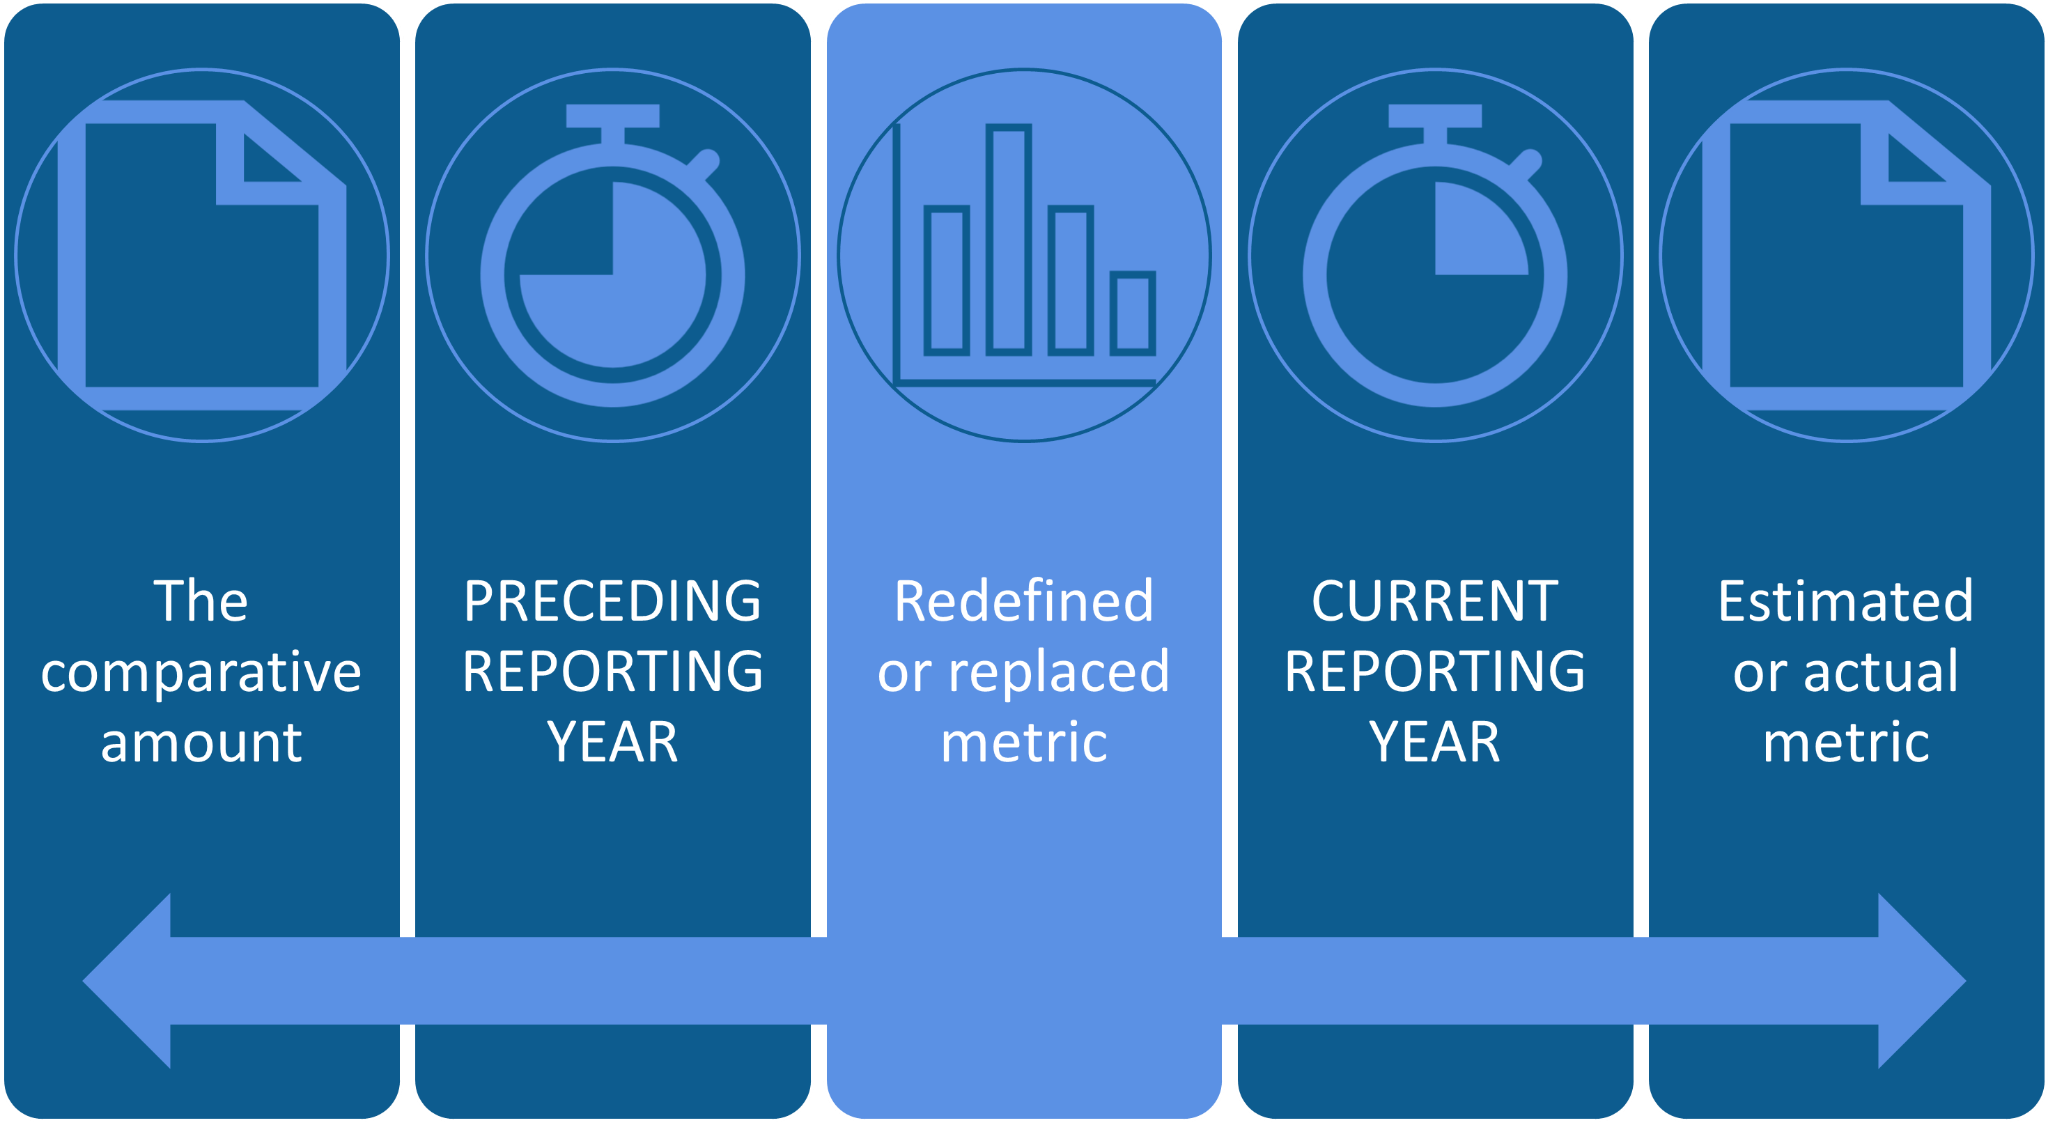 The
comparative
amount
PRECEDING
REPORTING
YEAR
Redefined
or replaced
metric
CURRENT
REPORTING
YEAR
Estimated
or actual
metric